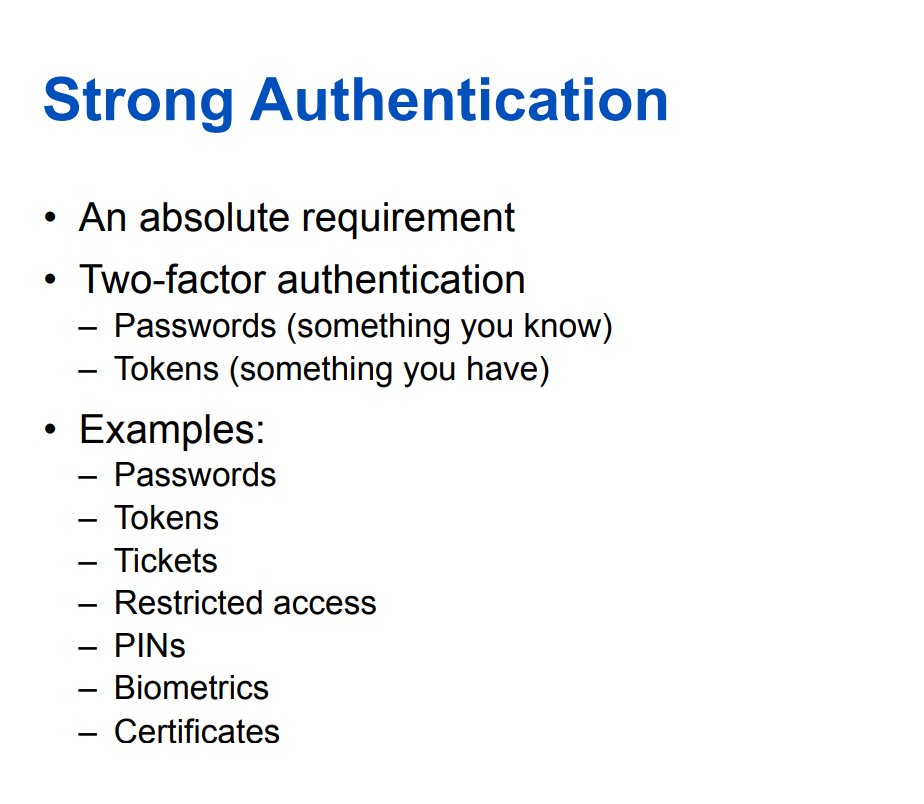 Strong Authentication
• An absolute requirement
• Two-factor authentication
– Passwords (something you know)
– Tokens (something you have)
• Examples:
– Passwords
– Tokens
– Tickets
– Restricted access
– PINs
– Biometrics
– Certificates